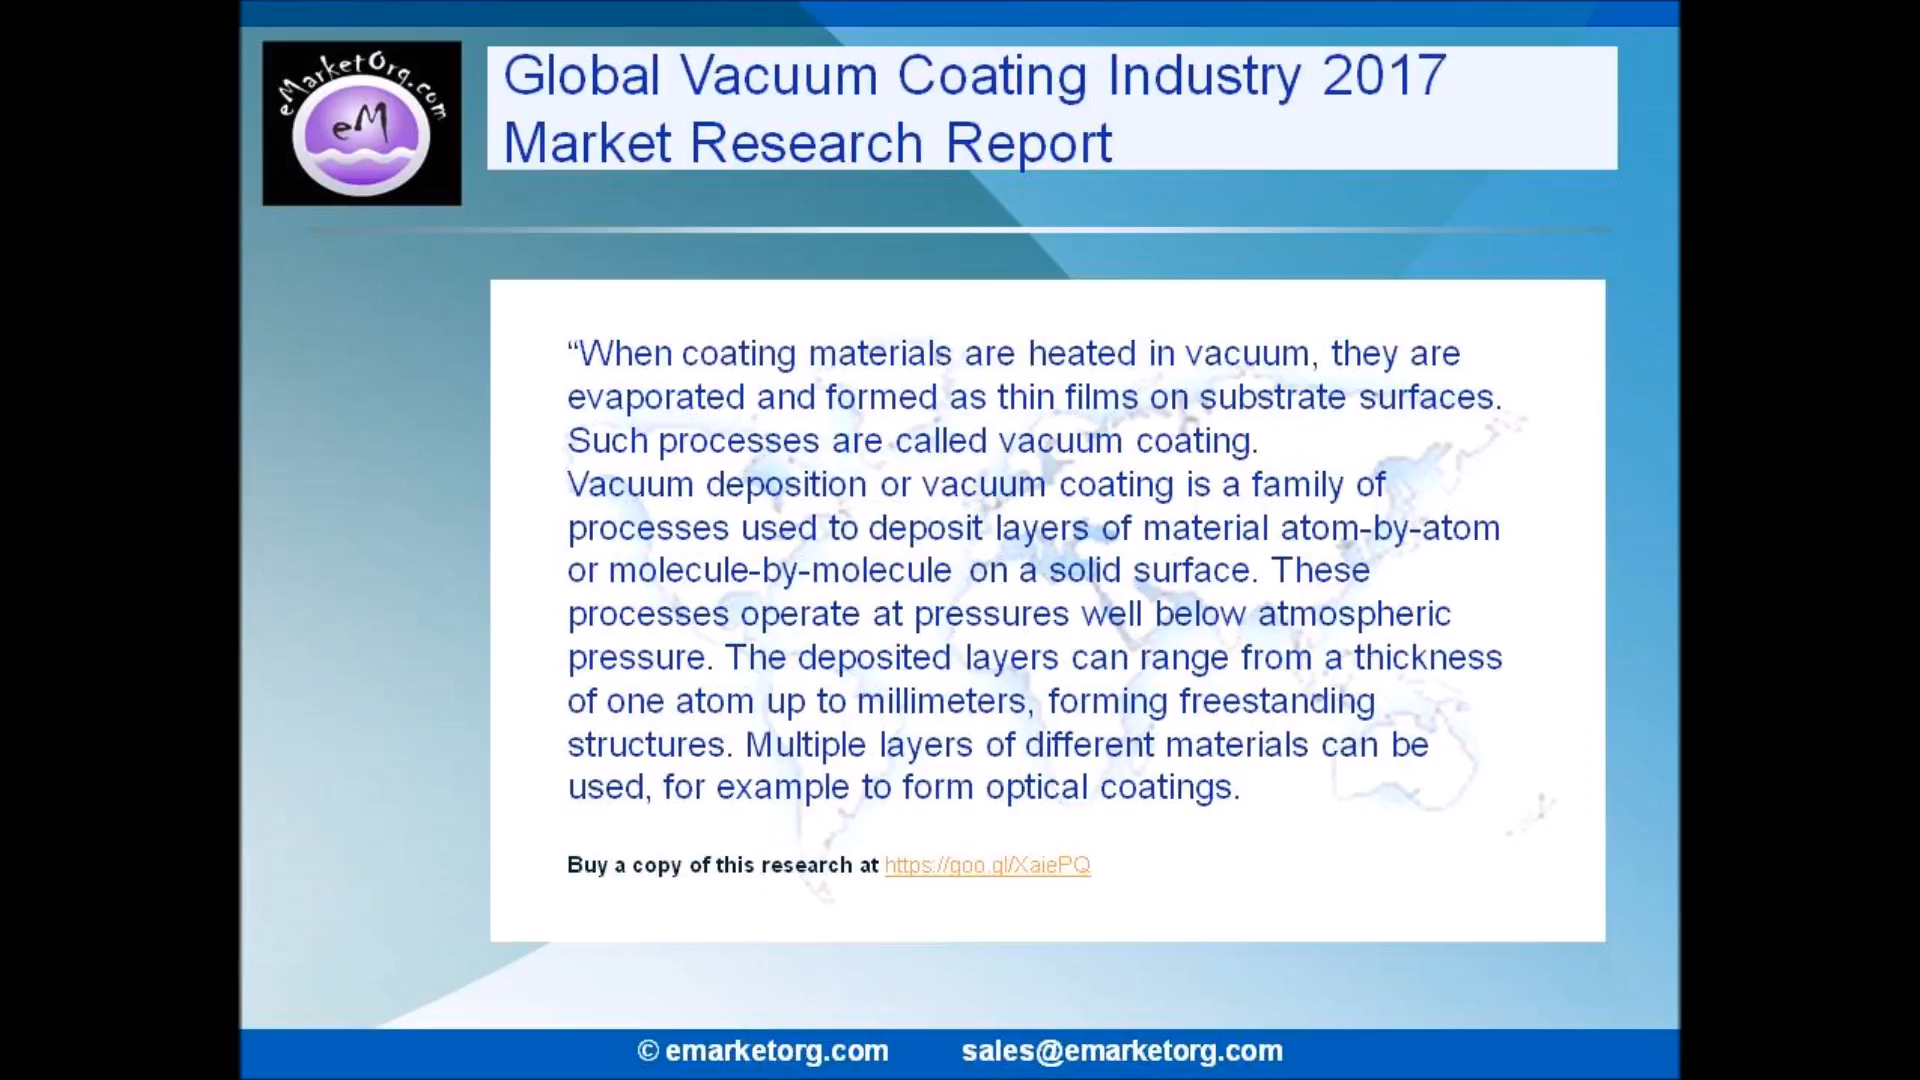 eMarketOrg.com
eM
Global Vacuum Coating Industry 2017
Market Research Report
“When coating materials are heated in vacuum, they are
evaporated and formed as thin films on substrate surfaces.
Such processes are called vacuum coating.
Vacuum deposition or vacuum coating is a family of
processes used to deposit layers of material atom-by-atom
or molecule-by-molecule on a solid surface. These
processes operate at pressures well below atmospheric
pressure. The deposited layers can range from a thickness
of one atom up to millimeters, forming freestanding
structures. Multiple layers of different materials can be
used, for example to form optical coatings.
Buy a copy of this research at https://goo.gl/XaiePQ
© emarketorg.com sales@emarketorg.com